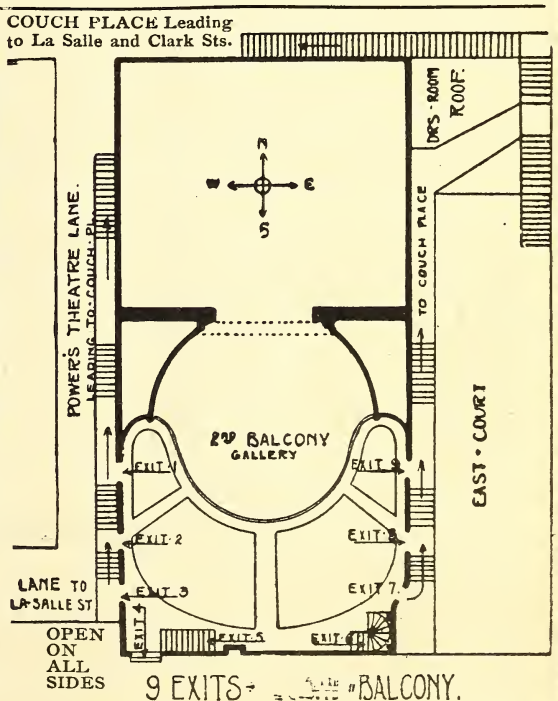 COUCH PLACE Leading
to La Salle and Clark Sts.
DRS-ROOM
ROOF.
N
W E
S
POWER'S THEATRE LANE.
LEADING TO COUCH PL.
TO COUCH PLACE
2ND BALCONY
GALLERY
EAST COURT
EXIT 1
EXIT 9
EXIT 2
EXIT 8
EXIT 3
EXIT 7.
EXIT 4
EXIT 5
EXIT 6
LANE TO
LA-SALLE ST
OPEN
ON
ALL
SIDES
9 EXITS BALCONY.